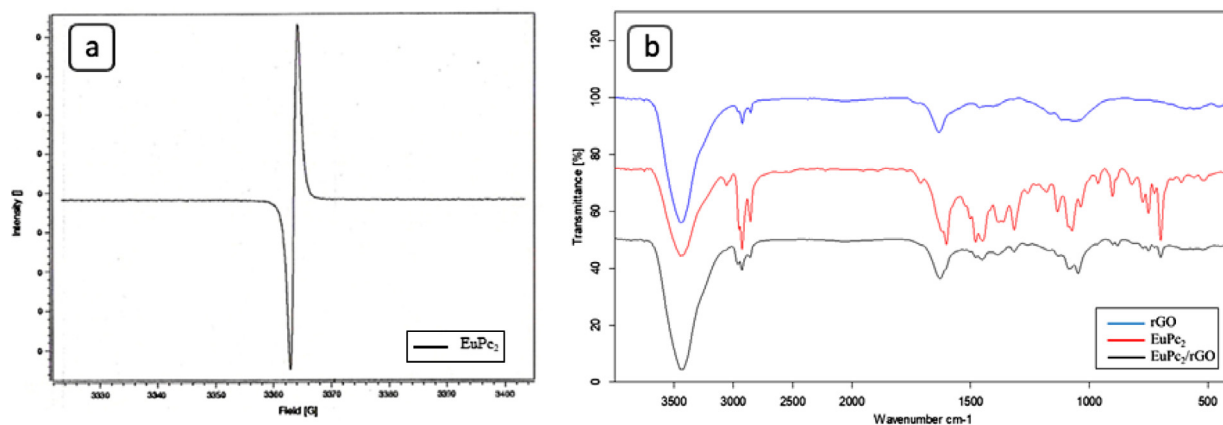 a
Intensity []
EuPc₂
3330 3340 3350 3360 3370 3380 3390 3400
Field [G]
b
Transmittance [%]
120
100
80
60
40
20
0
rGO
EuPc₂
EuPc₂/rGO
3500 3000 2500 2000 1500 1000 500
Wavenumber cm-1